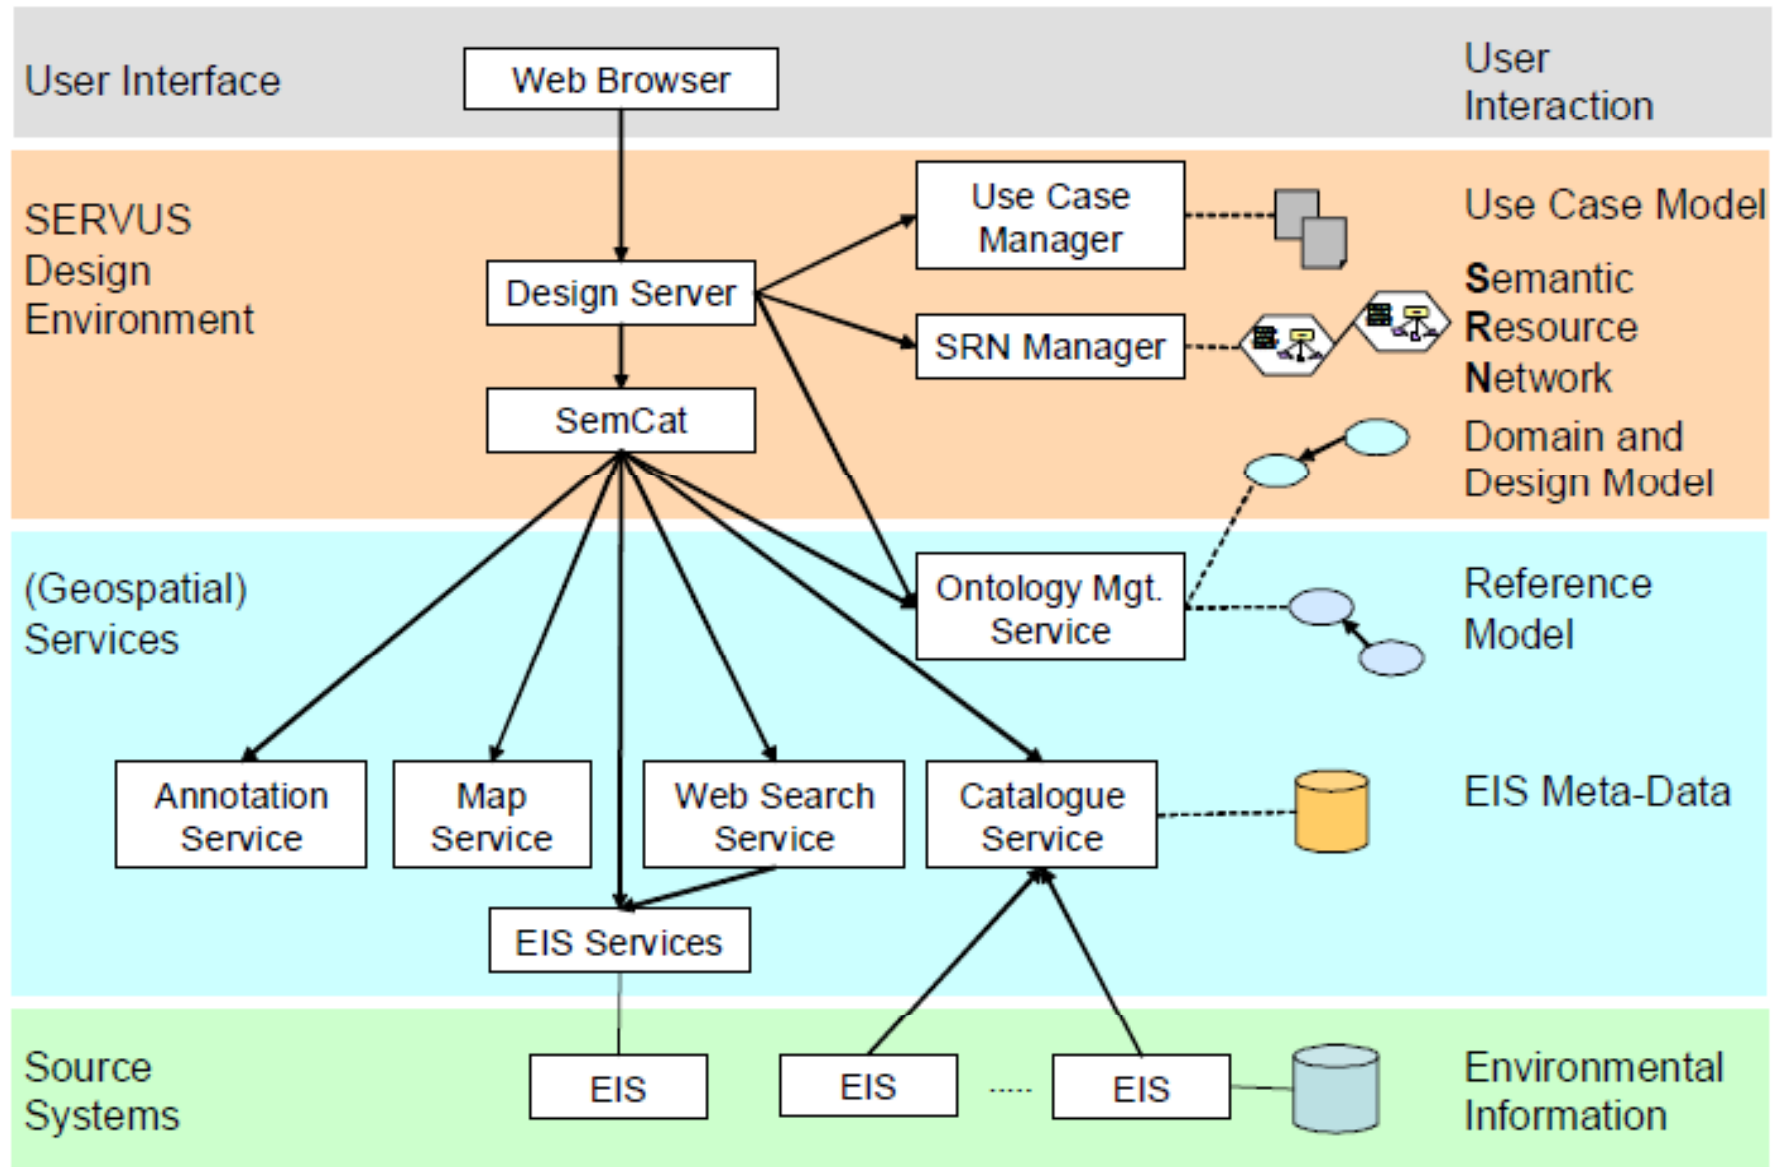 User Interface
Web Browser
User
Interaction
SERVUS
Design
Environment
Use Case
Manager
Use Case Model
Design Server
SRN Manager
Semantic
Resource
Network
SemCat
Domain and
Design Model
(Geospatial)
Services
Ontology Mgt.
Service
Reference
Model
Annotation
Service
Map
Service
Web Search
Service
Catalogue
Service
EIS Meta-Data
EIS Services
Source
Systems
EIS
EIS
.....
EIS
Environmental
Information